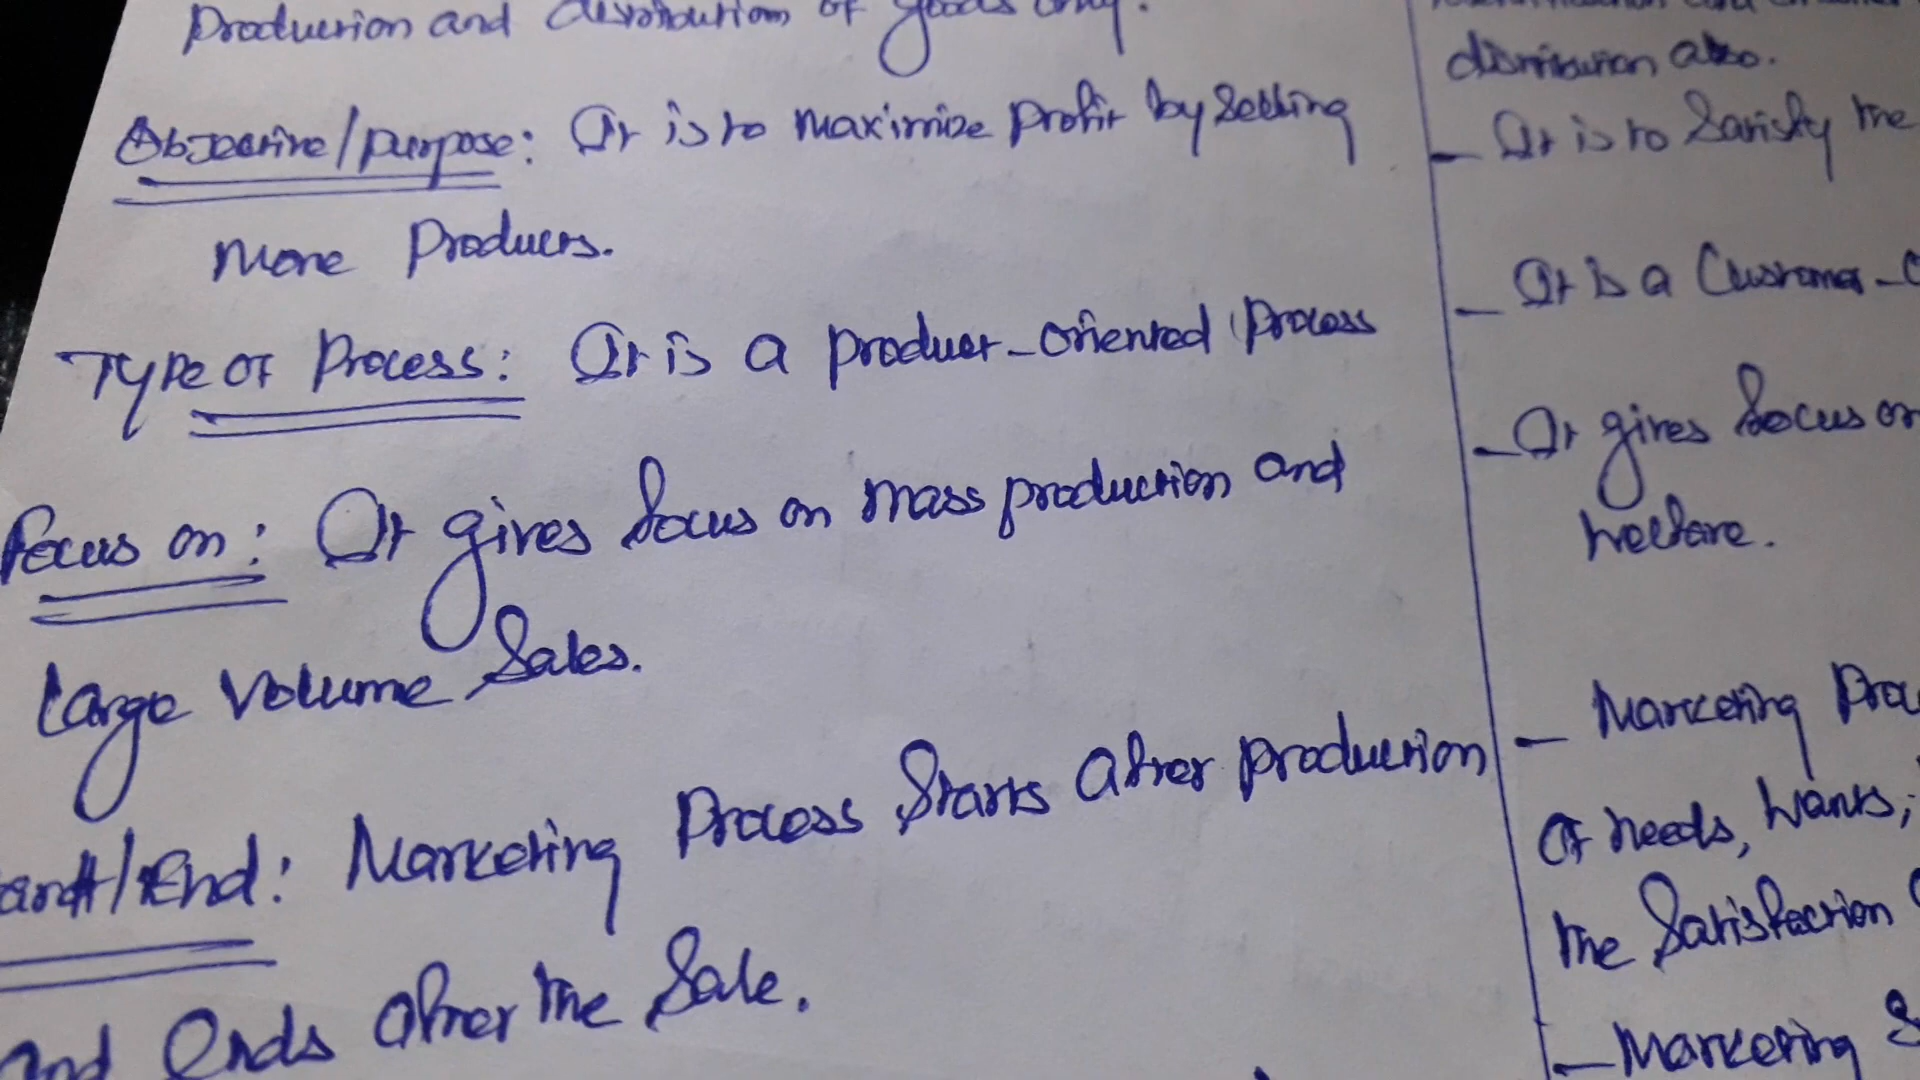 Production and distribution of goods only.
Objective/purpose: It is to maximize profit by selling
more Products.
Type of Process: It is a product-oriented process
Focus on: It gives focus on mass production and
large volume sales.
/End: Marketing Process starts after production
and Ends after the sale.
distribution also.
- It is to satisfy the
- It is a Customer-
- It gives focus on
welfare.
- Marketing
of needs, wants,
the satisfaction
- Marketing